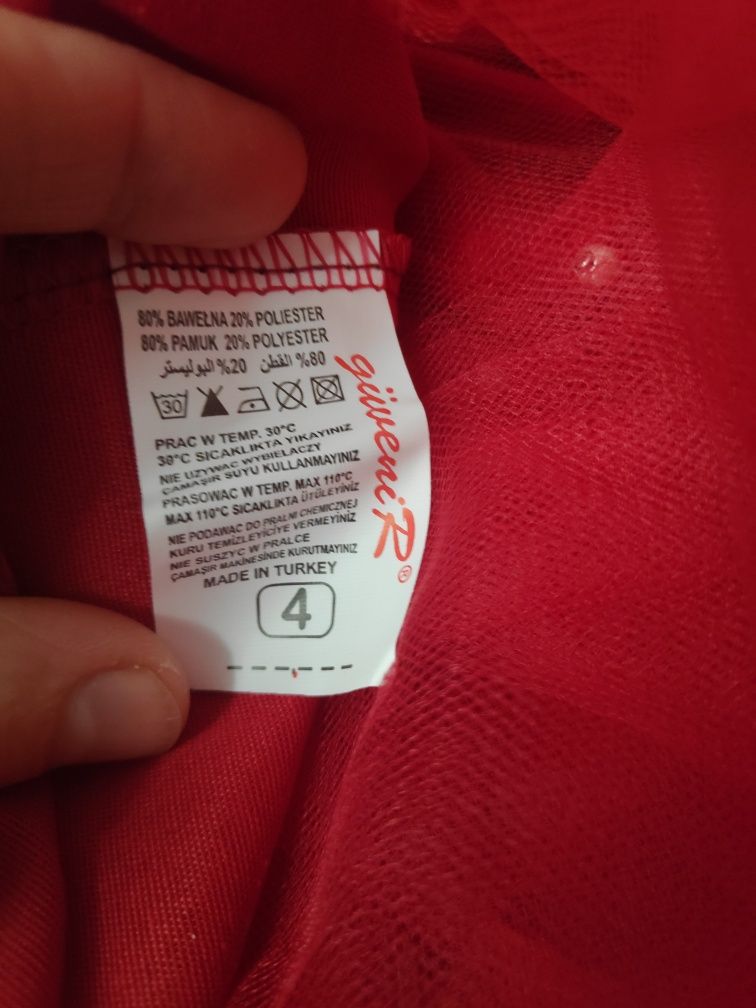 80% BAWEŁNA 20% POLIESTER
80% PAMUK 20% POLYESTER
80% القطن 20% البوليستر
30
PRAC W TEMP. 30°C
30°C SICAKLIKTA YIKAYINIZ
NIE UZYWAC WYBIELACZY
ÇAMAŞIR SUYU KULLANMAYINIZ
PRASOWAC W TEMP. MAX 110°C
MAX 110°C SICAKLIKTA ÜTÜLEYİNİZ
NIE PODAWAC DO PRALNI CHEMICZNEJ
KURU TEMİZLEYİCİYE VERMEYİNİZ
NIE SUSZYC W PRALCE
ÇAMAŞIR MAKİNESİNDE KURUTMAYINIZ
MADE IN TURKEY
4
güveniR®